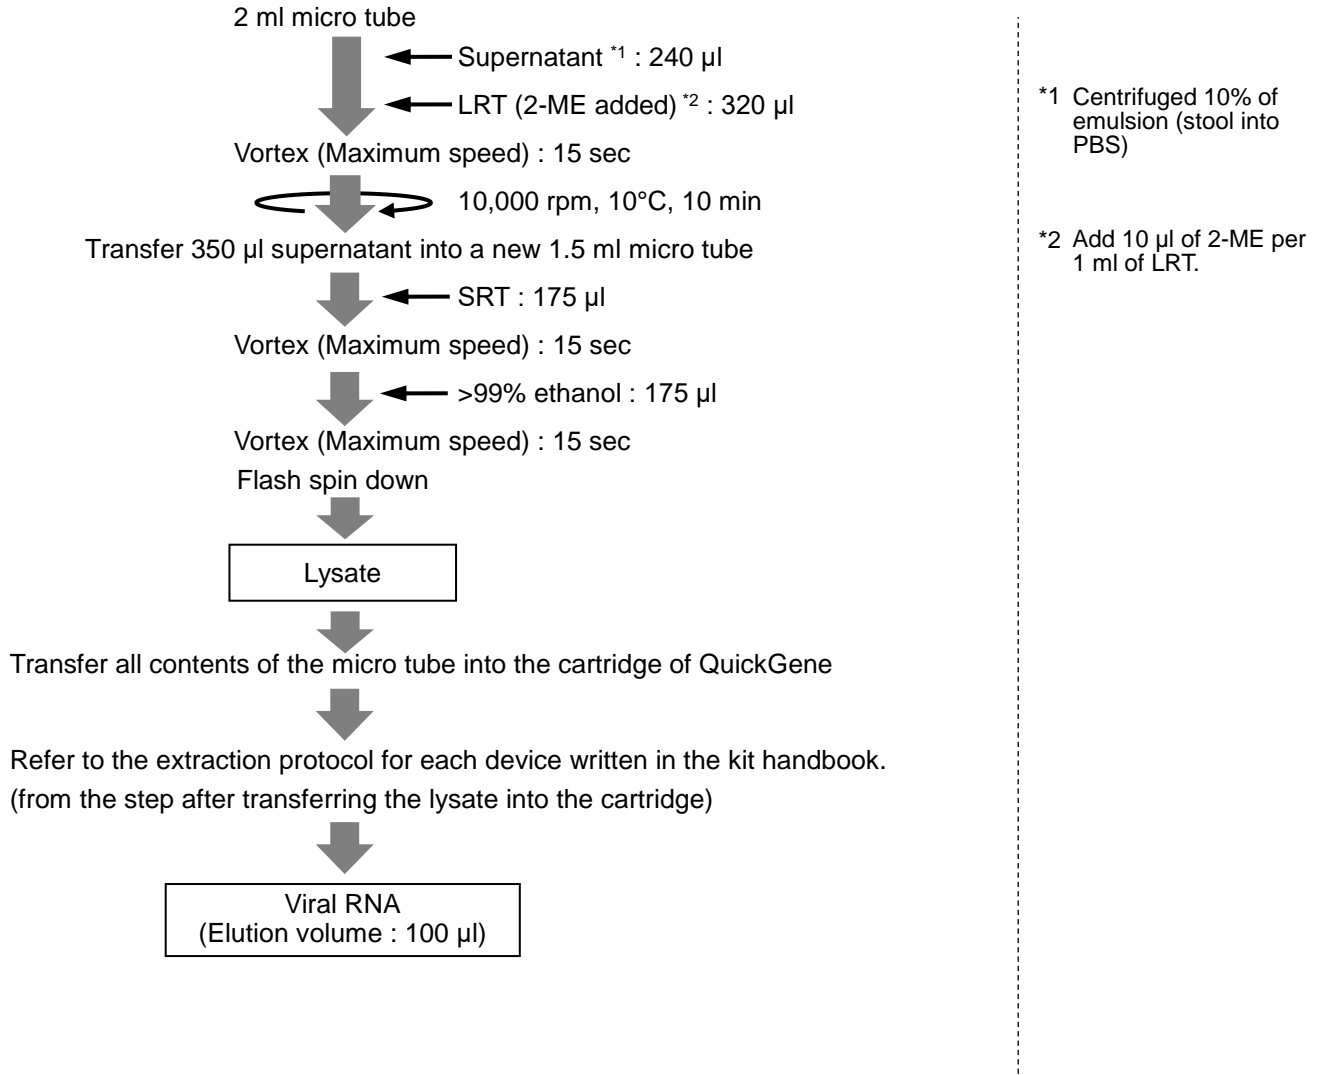 2 ml micro tube
Supernatant *1 : 240 µl
LRT (2-ME added) *2 : 320 µl
Vortex (Maximum speed) : 15 sec
10,000 rpm, 10°C, 10 min
Transfer 350 µl supernatant into a new 1.5 ml micro tube
SRT : 175 µl
Vortex (Maximum speed) : 15 sec
>99% ethanol : 175 µl
Vortex (Maximum speed) : 15 sec
Flash spin down
Lysate
Transfer all contents of the micro tube into the cartridge of QuickGene
Refer to the extraction protocol for each device written in the kit handbook.
(from the step after transferring the lysate into the cartridge)
Viral RNA
(Elution volume : 100 µl)
*1 Centrifuged 10% of
emulsion (stool into
PBS)
*2 Add 10 µl of 2-ME per
1 ml of LRT.